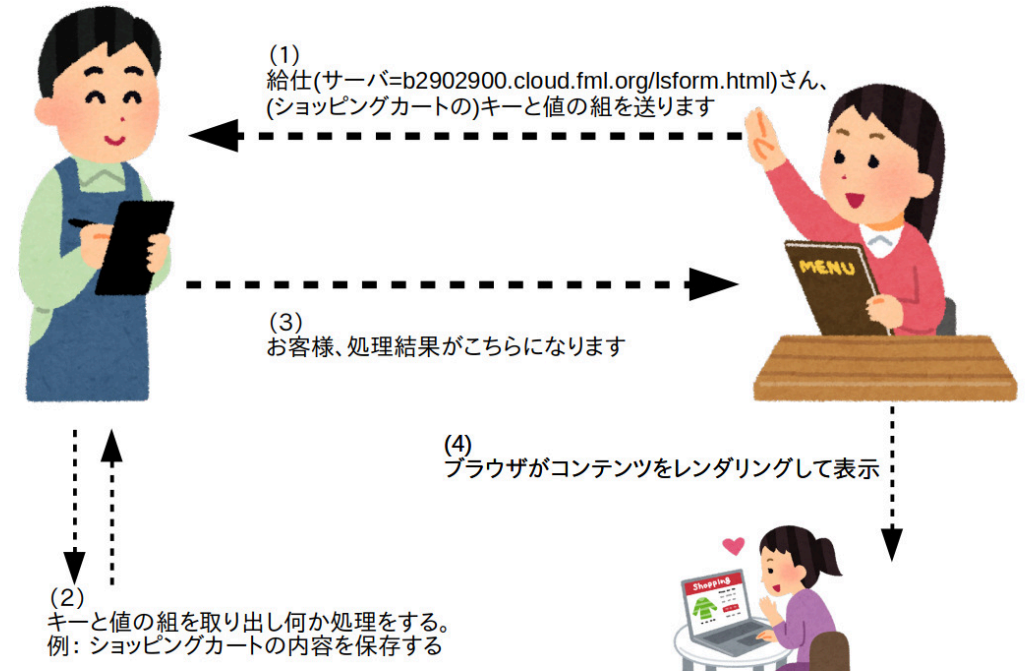 (1)
給仕(サーバ=b2902900.cloud.fml.org/lsform.html)さん、
(ショッピングカートの)キーと値の組を送ります
MENU
(3)
お客様、処理結果がこちらになります
(4)
ブラウザがコンテンツをレンダリングして表示
Shopping
(2)
キーと値の組を取り出し何か処理をする。
例: ショッピングカートの内容を保存する